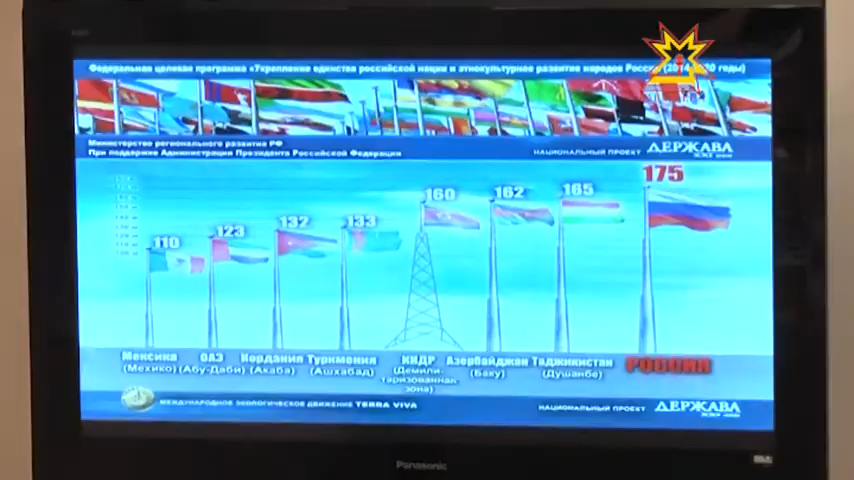 Федеральная целевая программа «Укрепление единства российской нации и этнокультурное развитие народов России (2014-2020 годы)
Министерство регионального развития РФ
При поддержке Администрации Президента Российской Федерации
НАЦИОНАЛЬНЫЙ ПРОЕКТ ДЕРЖАВА
175
160 162 165
110 123 132 133
Мексика ОАЭ Иордания Туркмения КНДР Азербайджан Таджикистан РОССИЯ
(Мехико) (Абу-Даби) (Акаба) (Ашхабад) (Демили- (Баку) (Душанбе)
таризованная
зона)
МЕЖДУНАРОДНОЕ ЭКОЛОГИЧЕСКОЕ ДВИЖЕНИЕ TERRA VIVA
НАЦИОНАЛЬНЫЙ ПРОЕКТ ДЕРЖАВА
Panasonic